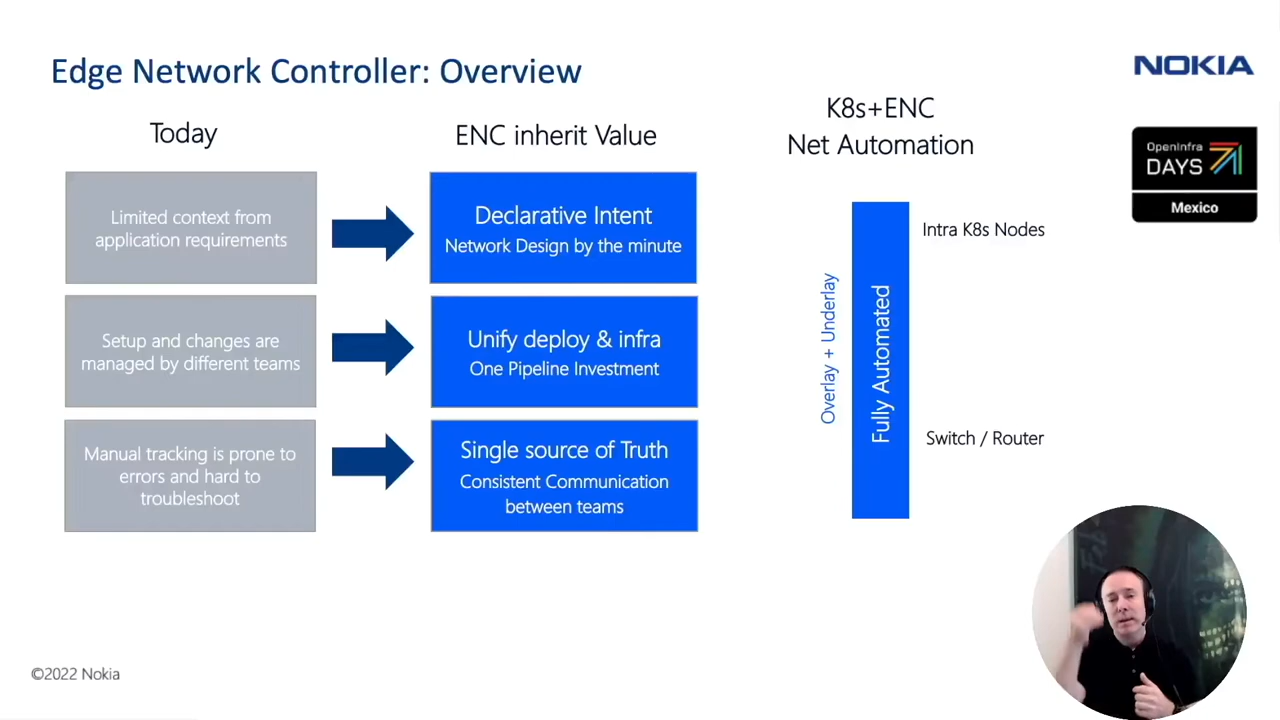 Edge Network Controller: Overview
NOKIA
OpenInfra
DAYS
Mexico
Today
Limited context from
application requirements
Setup and changes are
managed by different teams
Manual tracking is prone to
errors and hard to
troubleshoot
ENC inherit Value
Declarative Intent
Network Design by the minute
Unify deploy & infra
One Pipeline Investment
Single source of Truth
Consistent Communication
between teams
K8s+ENC
Net Automation
Overlay + Underlay
Fully Automated
Intra K8s Nodes
Switch / Router
©2022 Nokia